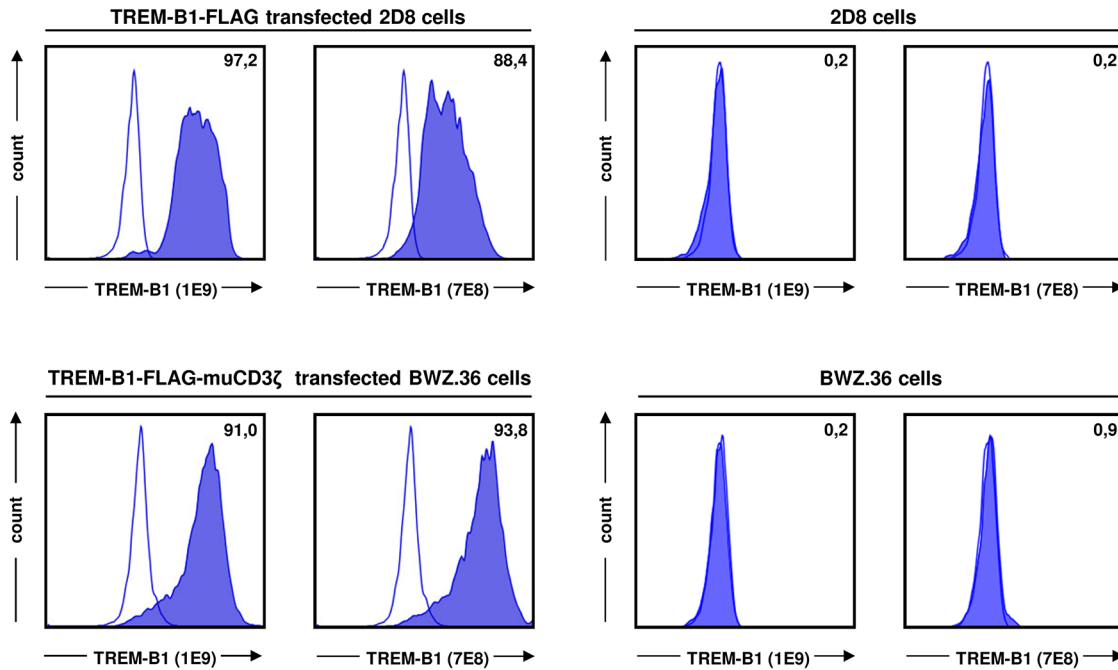 TREM-B1-FLAG transfected 2D8 cells
2D8 cells
count
97,2
88,4
count
0,2
0,2
TREM-B1 (1E9)
TREM-B1 (7E8)
TREM-B1 (1E9)
TREM-B1 (7E8)
TREM-B1-FLAG-muCD3ζ transfected BWZ.36 cells
BWZ.36 cells
count
91,0
93,8
count
0,2
0,9
TREM-B1 (1E9)
TREM-B1 (7E8)
TREM-B1 (1E9)
TREM-B1 (7E8)